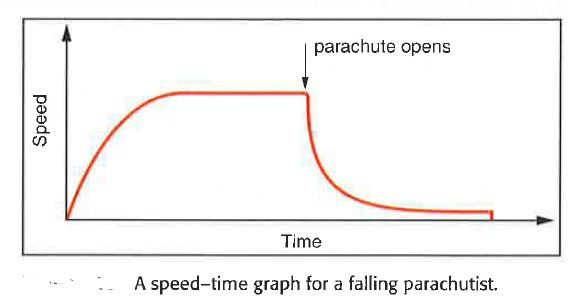 parachute opens
Speed
Time
A speed–time graph for a falling parachutist.